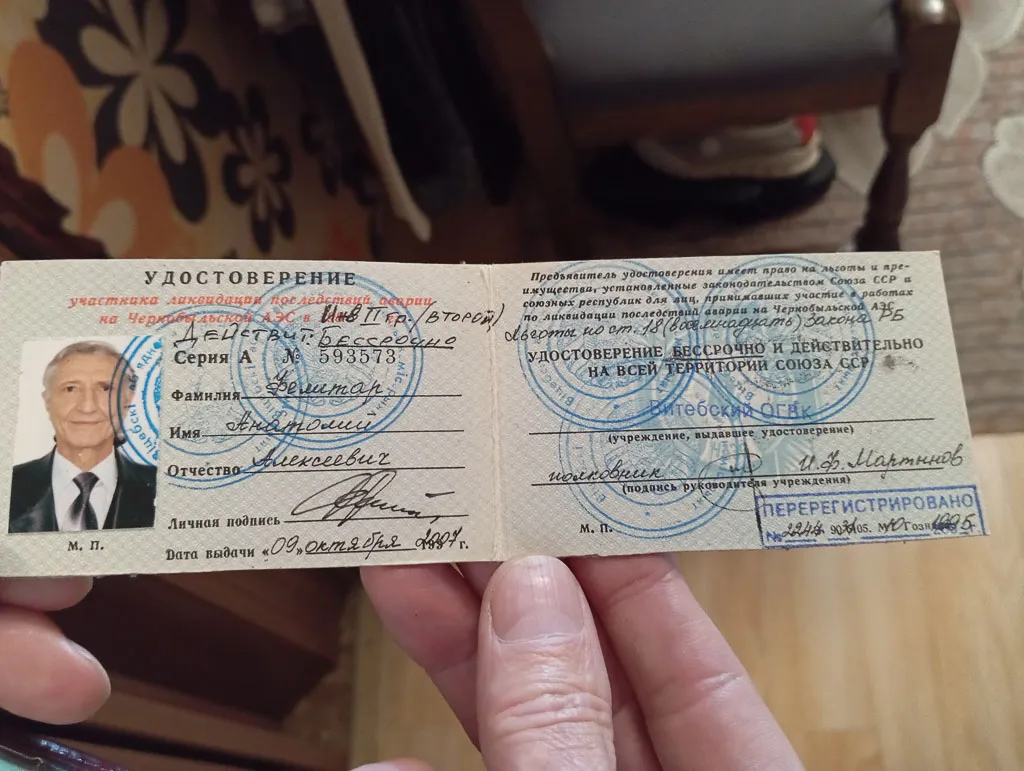 УДОСТОВЕРЕНИЕ
участника ликвидации последствий аварии
на Чернобыльской АЭС в
Инв II гр. (второй)
Действит. Бессрочно
Серия А № 593573
Фамилия
Имя Анатолий
Отчество Алексеевич
Личная подпись
М. П.
Дата выдачи «09» октября г.
Предъявитель удостоверения имеет право на льготы и пре-
имущества, установленные законодательством Союза ССР и
союзных республик для лиц, принимавших участие в работах
по ликвидации последствий аварии на Чернобыльской АЭС
Льготы по ст. 18 (восемнадцать) Закона РБ
УДОСТОВЕРЕНИЕ БЕССРОЧНО И ДЕЙСТВИТЕЛЬНО
НА ВСЕЙ ТЕРРИТОРИИ СОЮЗА ССР
Витебский ОГВК
(учреждение, выдавшее удостоверение)
полковник И.Ф. Мартинов
(подпись руководителя учреждения)
М. П.
ПЕРЕРЕГИСТРИРОВАНО
№